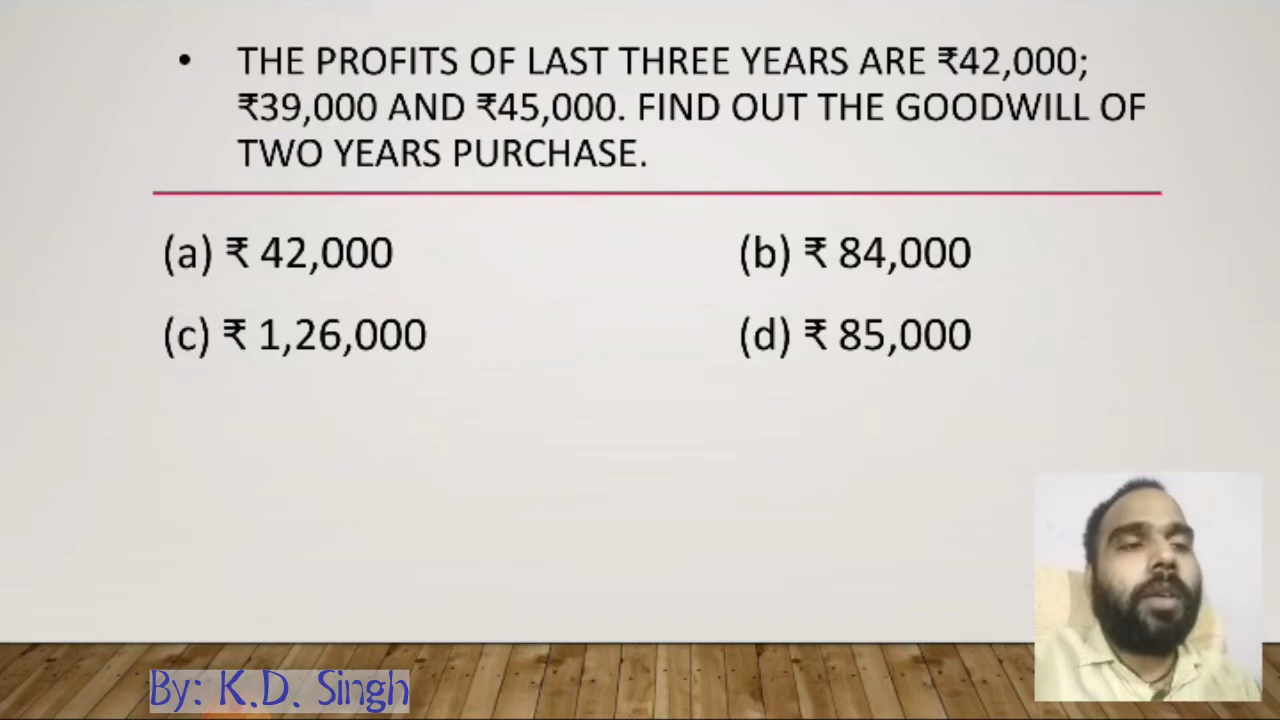 • THE PROFITS OF LAST THREE YEARS ARE ₹42,000;
₹39,000 AND ₹45,000. FIND OUT THE GOODWILL OF
TWO YEARS PURCHASE.
(a) ₹ 42,000 (b) ₹ 84,000
(c) ₹ 1,26,000 (d) ₹ 85,000
By: K.D. Singh